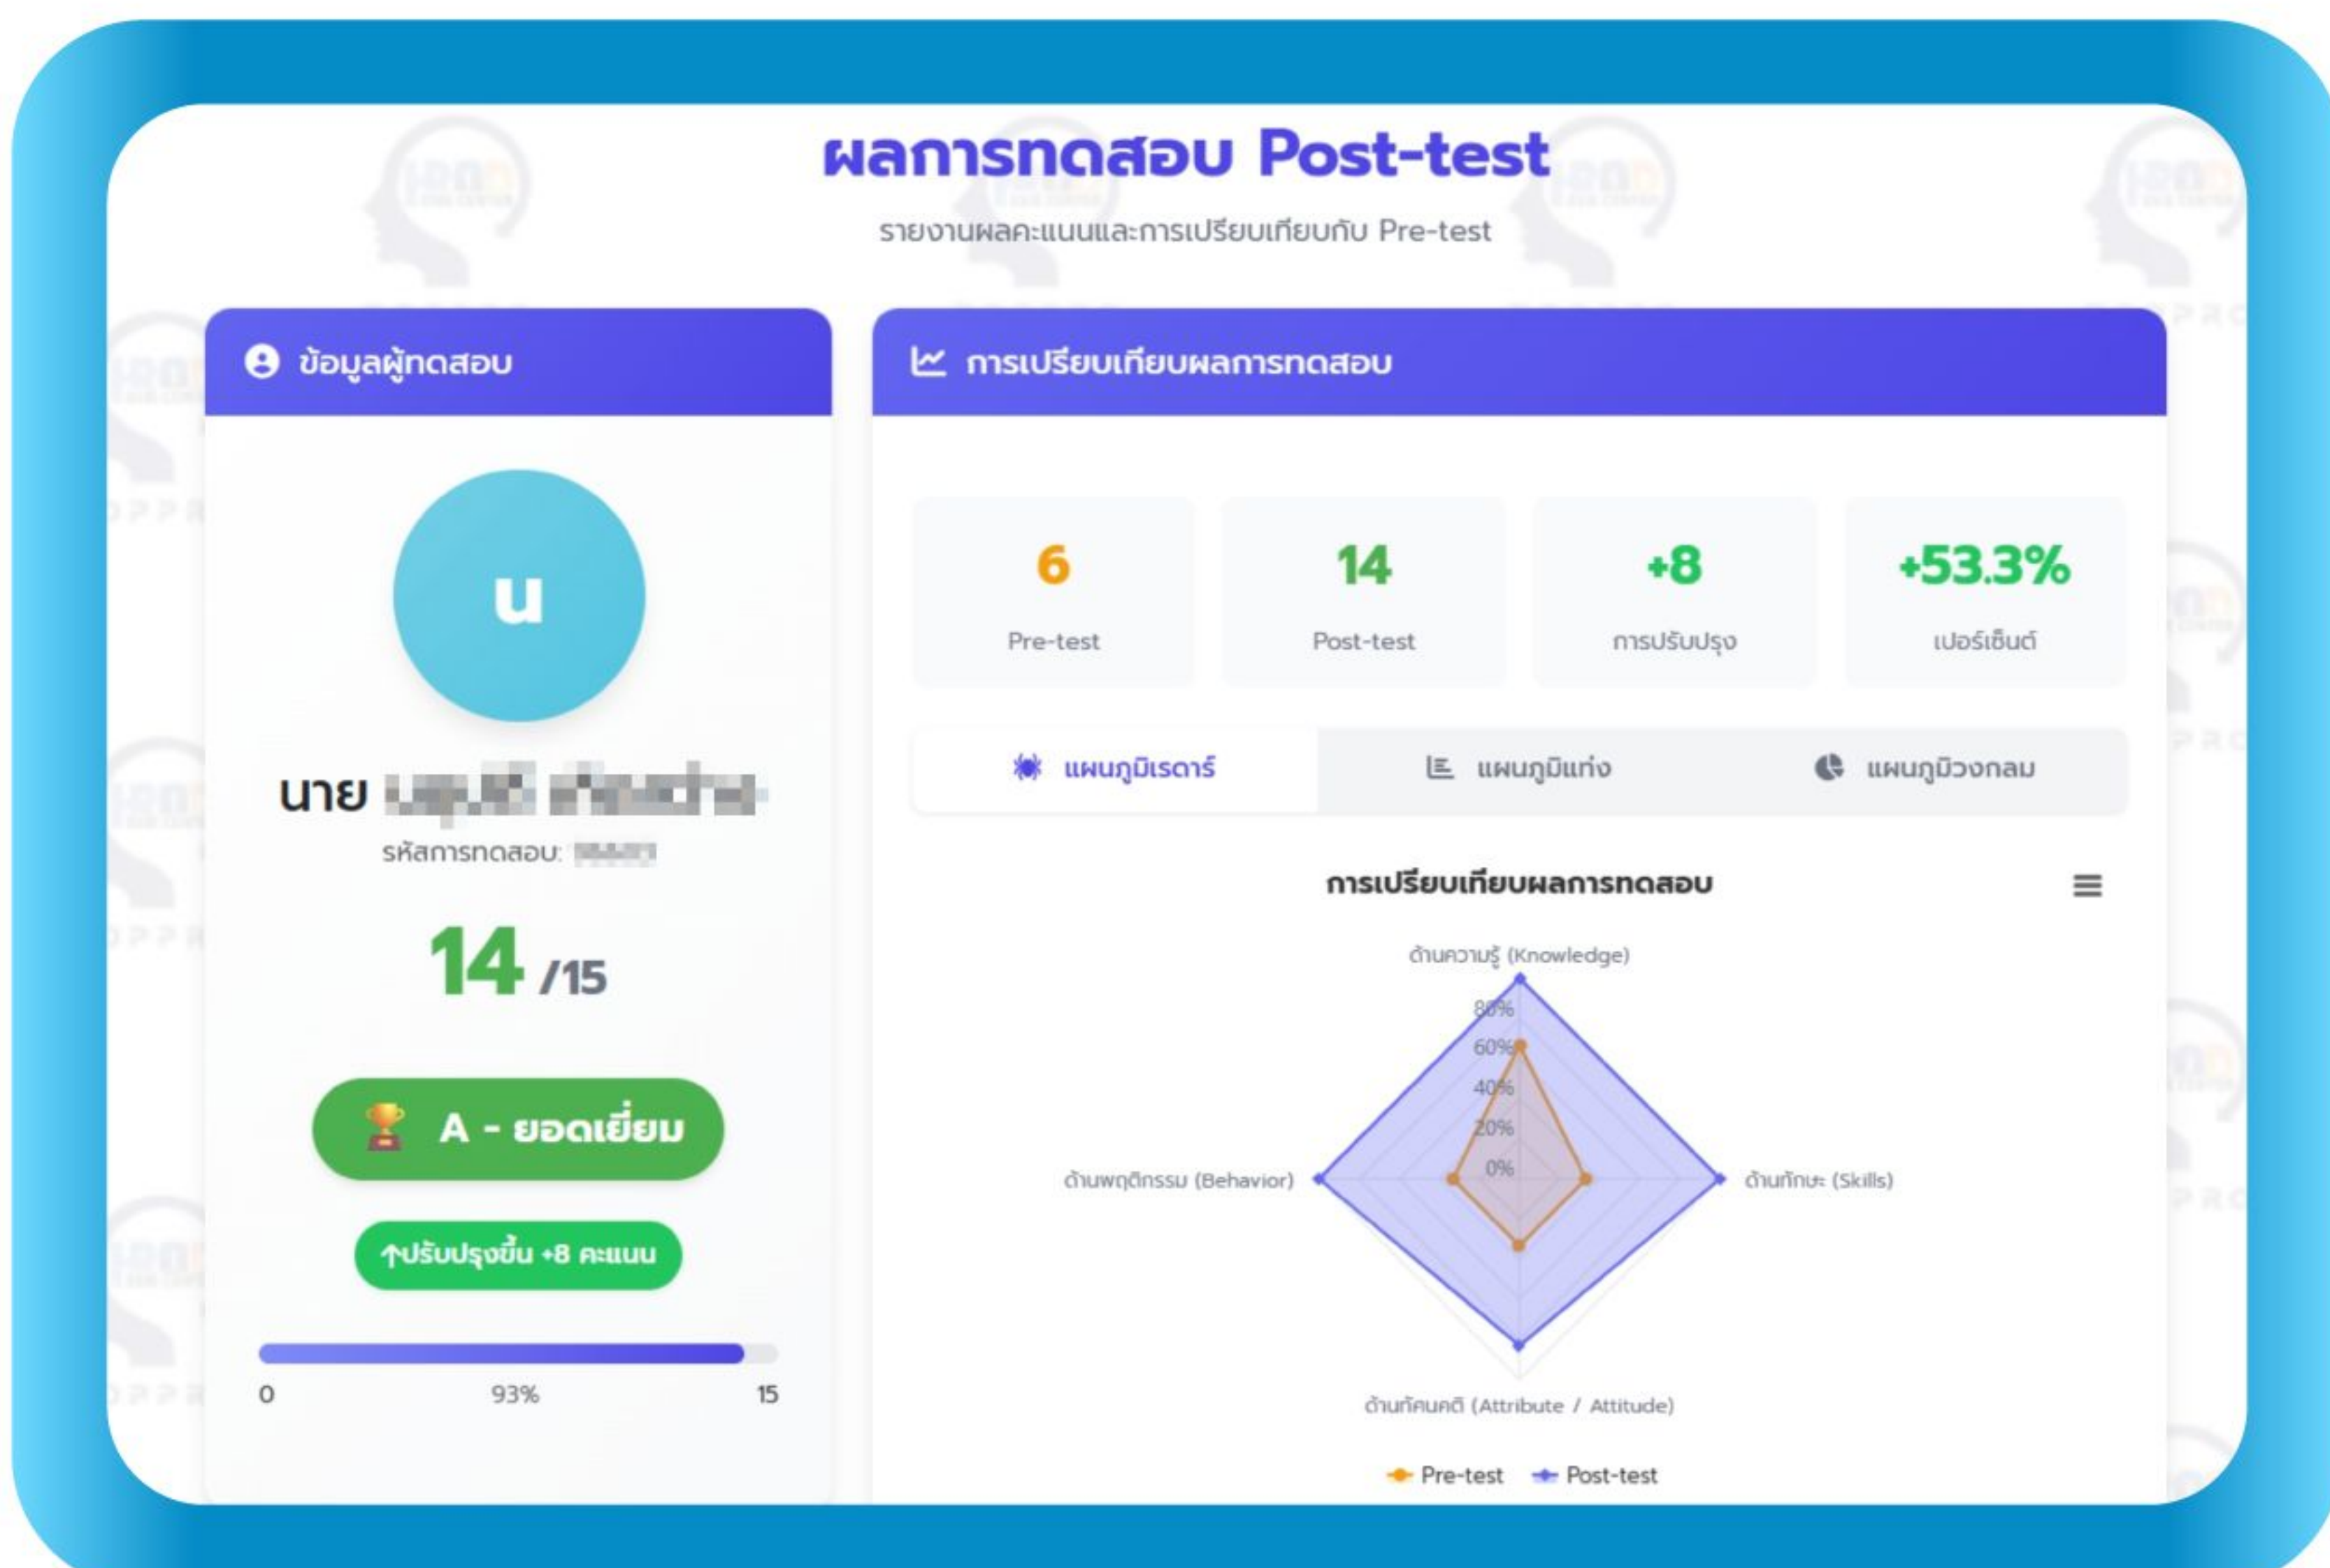 ผลการทดสอบ Post-test
รายงานผลคะแนนและการเปรียบเทียบกับ Pre-test
ข้อมูลผู้ทดสอบ
น
นาย
รหัสการทดสอบ:
14 /15
A - ยอดเยี่ยม
↑ปรับปรุงขึ้น +8 คะแนน
0 93% 15
การเปรียบเทียบผลการทดสอบ
6 14 +8 +53.3%
Pre-test Post-test การปรับปรุง เปอร์เซ็นต์
แผนภูมิเรดาร์ แผนภูมิแท่ง แผนภูมิวงกลม
การเปรียบเทียบผลการทดสอบ
ด้านความรู้ (Knowledge)
80%
60%
40%
20%
0%
ด้านพฤติกรรม (Behavior) ด้านทักษะ (Skills)
ด้านทัศนคติ (Attribute / Attitude)
Pre-test Post-test